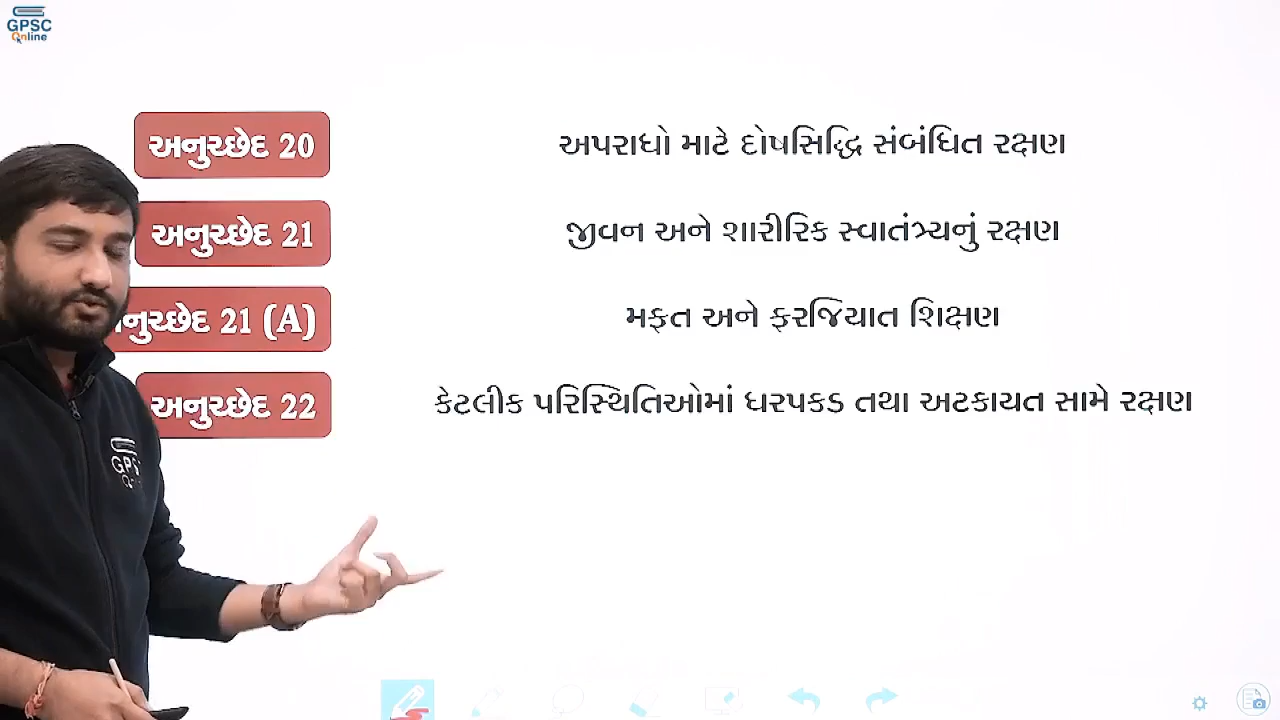 GPSC
Online
અનુચ્છેદ 20 અપરાધો માટે દોષસિદ્ધિ સંબંધિત રક્ષણ
અનુચ્છેદ 21 જીવન અને શારીરિક સ્વાતંત્ર્યનું રક્ષણ
નુચ્છેદ 21 (A) મફત અને ફરજિયાત શિક્ષણ
અનુચ્છેદ 22 કેટલીક પરિસ્થિતિઓમાં ધરપકડ તથા અટકાયત સામે રક્ષણ
GPS